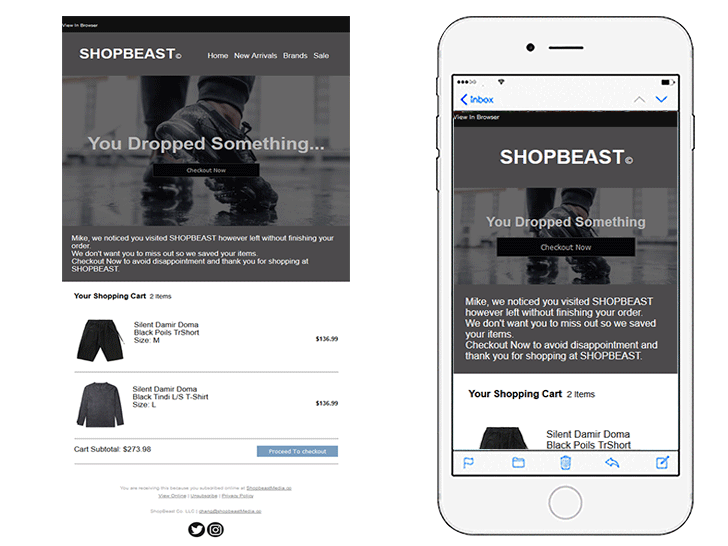 View In Browser
SHOPBEAST©
Home New Arrivals Brands Sale
You Dropped Something...
Checkout Now
Mike, we noticed you visited SHOPBEAST however left without finishing your
order.
We don't want you to miss out so we saved your items.
Checkout Now to avoid disappointment and thank you for shopping at
SHOPBEAST.
Your Shopping Cart 2 Items
Silent Damir Doma
Black Poils TrShort
Size: M
$136.99
Silent Damir Doma
Black Tindi L/S T-Shirt
Size: L
$136.99
Cart Subtotal: $273.98
Proceed To checkout
You are receiving this because you subscribed online at ShopbeastMedia.io
View Online | Unsubscribe | Privacy Policy
ShopBeast Co. LLC |
Inbox
View In Browser
SHOPBEAST©
You Dropped Something
Checkout Now
Mike, we noticed you visited SHOPBEAST
however left without finishing your order.
We don't want you to miss out so we saved
your items.
Checkout Now to avoid disappointment and
thank you for shopping at SHOPBEAST.
Your Shopping Cart 2 Items
Silent Damir Doma
Black Poils TrShort